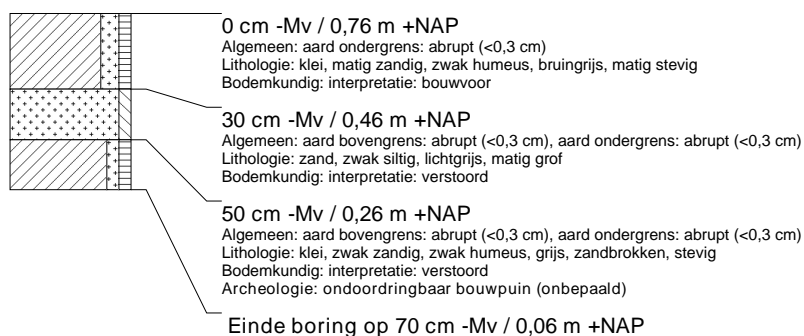 0 cm -Mv / 0,76 m +NAP
Algemeen: aard ondergrens: abrupt (<0,3 cm)
Lithologie: klei, matig zandig, zwak humeus, bruingrijs, matig stevig
Bodemkundig: interpretatie: bouwvoor
30 cm -Mv / 0,46 m +NAP
Algemeen: aard bovengrens: abrupt (<0,3 cm), aard ondergrens: abrupt (<0,3 cm)
Lithologie: zand, zwak siltig, lichtgrijs, matig grof
Bodemkundig: interpretatie: verstoord
50 cm -Mv / 0,26 m +NAP
Algemeen: aard bovengrens: abrupt (<0,3 cm), aard ondergrens: abrupt (<0,3 cm)
Lithologie: klei, zwak zandig, zwak humeus, grijs, zandbrokken, stevig
Bodemkundig: interpretatie: verstoord
Archeologie: ondoordringbaar bouwpuin (onbepaald)
Einde boring op 70 cm -Mv / 0,06 m +NAP